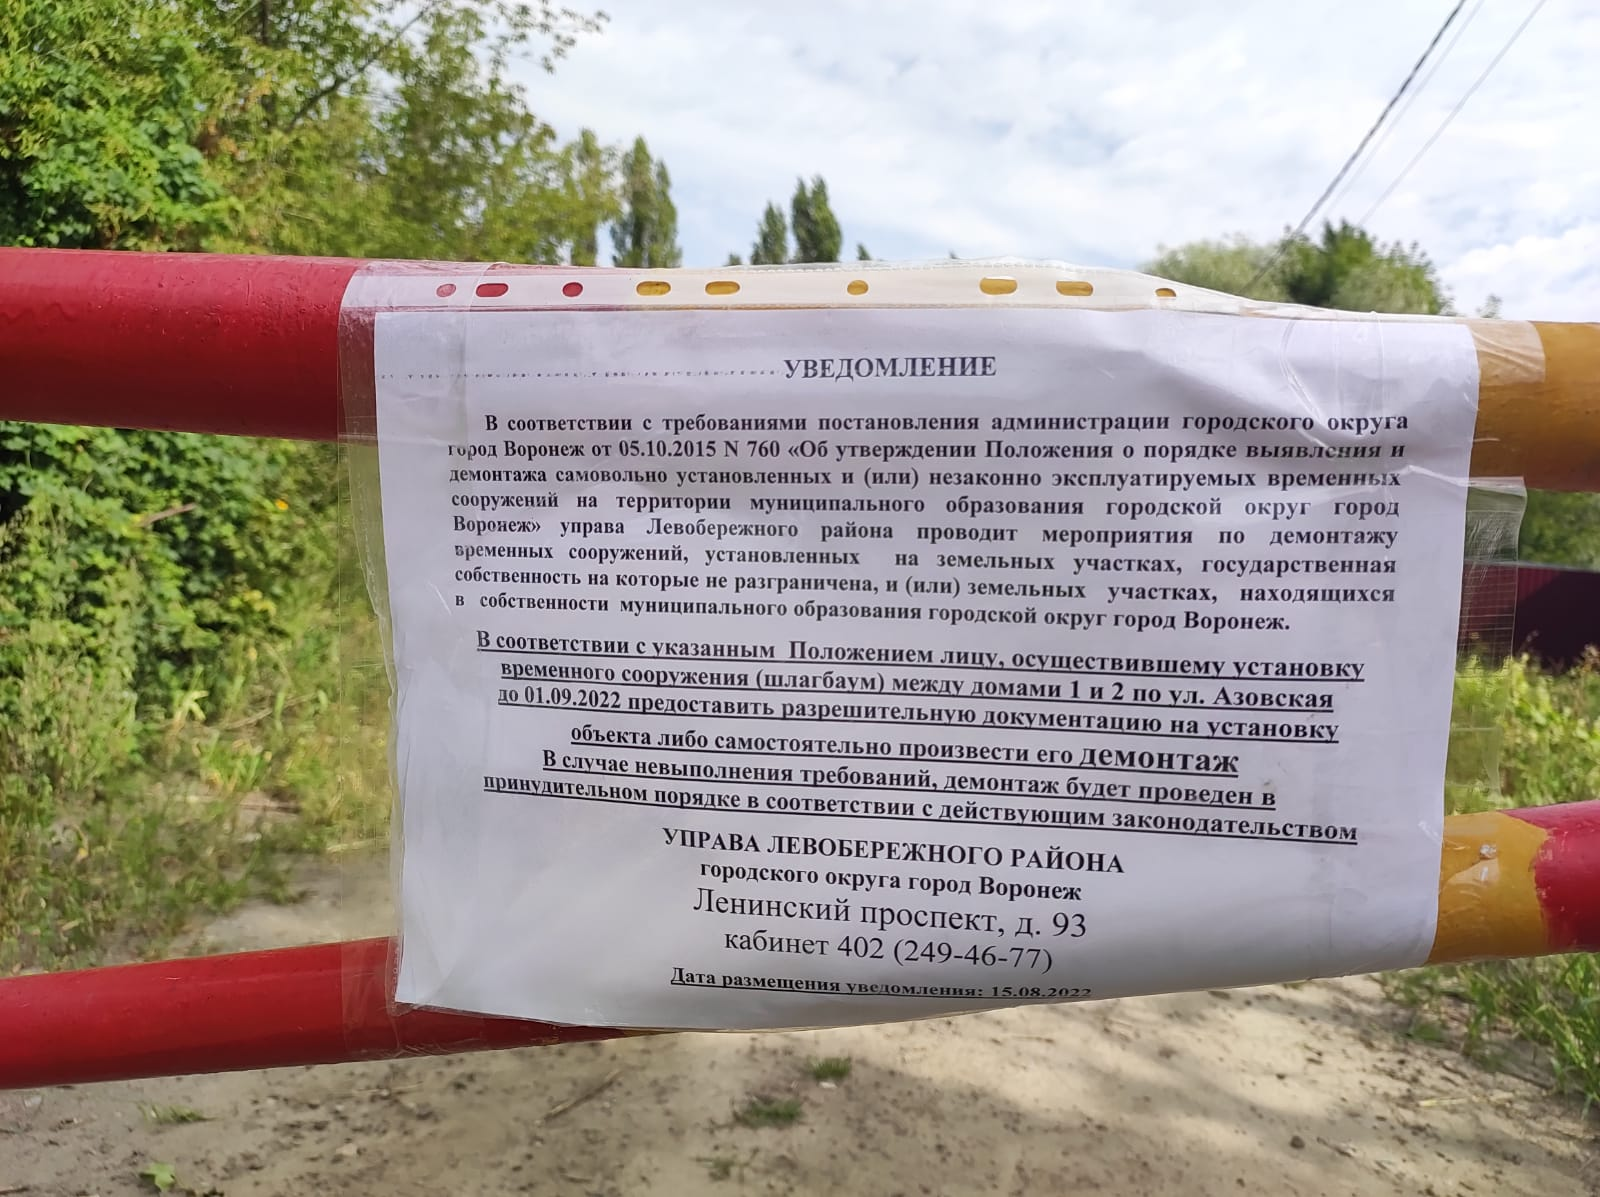 УВЕДОМЛЕНИЕ
В соответствии с требованиями постановления администрации городского округа
город Воронеж от 05.10.2015 N 760 «Об утверждении Положения о порядке выявления и
демонтажа самовольно установленных и (или) незаконно эксплуатируемых временных
сооружений на территории муниципального образования городской округ город
Воронеж» управа Левобережного района проводит мероприятия по демонтажу
временных сооружений, установленных на земельных участках, государственная
собственность на которые не разграничена, и (или) земельных участках, находящихся
в собственности муниципального образования городской округ город Воронеж.
В соответствии с указанным Положением лицу, осуществившему установку
временного сооружения (шлагбаум) между домами 1 и 2 по ул. Азовская
до 01.09.2022 предоставить разрешительную документацию на установку
объекта либо самостоятельно произвести его демонтаж
В случае невыполнения требований, демонтаж будет проведен в
принудительном порядке в соответствии с действующим законодательством
УПРАВА ЛЕВОБЕРЕЖНОГО РАЙОНА
городского округа город Воронеж
Ленинский проспект, д. 93
кабинет 402 (249-46-77)
Дата размещения уведомления: 15.08.2022